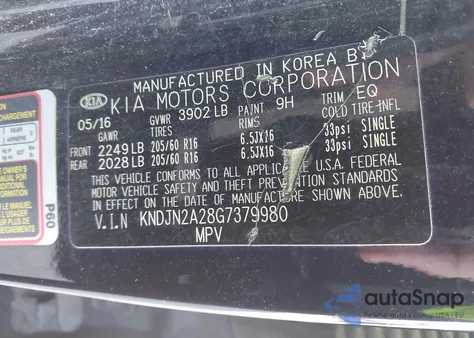 MANUFACTURED IN KOREA BY
KIA KIA MOTORS CORPORATION
05/16 GVWR 3902 LB PAINT 9H TRIM EQ
GAWR TIRES RIMS COLD TIRE INFL
FRONT 2249 LB 205/60 R16 6.5JX16 33psi SINGLE
REAR 2028 LB 205/60 R16 6.5JX16 33psi SINGLE
THIS VEHICLE CONFORMS TO ALL APPLICABLE U.S.A. FEDERAL
MOTOR VEHICLE SAFETY AND THEFT PREVENTION STANDARDS
IN EFFECT ON THE DATE OF MANUFACTURE SHOWN ABOVE.
V.I.N KNDJN2A28G7379980
MPV
P60
autoSnap